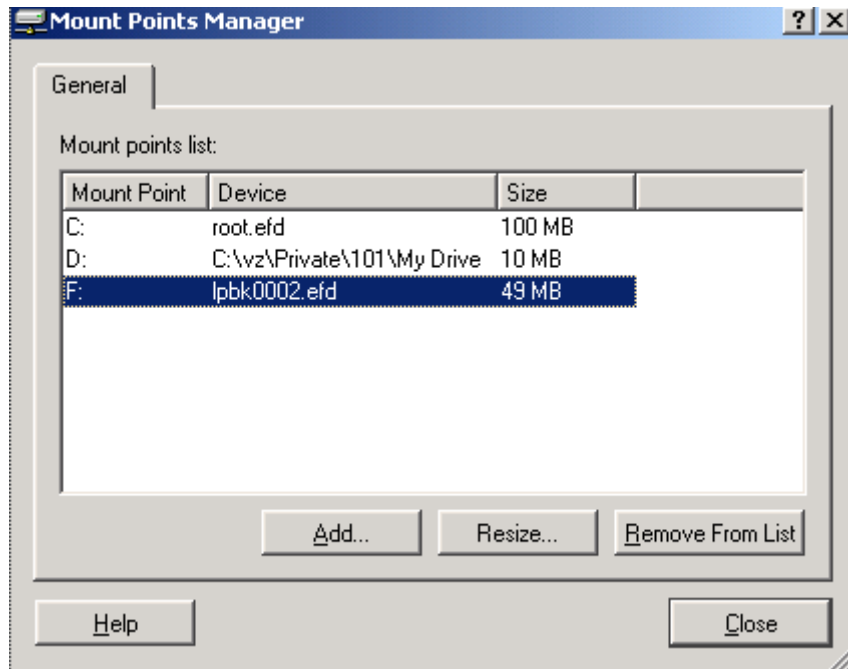 Mount Points Manager
General
Mount points list:
Mount Point Device Size
C: root.efd 100 MB
D: C:\vz\Private\101\My Drive 10 MB
F: lpbk0002.efd 49 MB
Add... Resize... Remove From List
Help Close